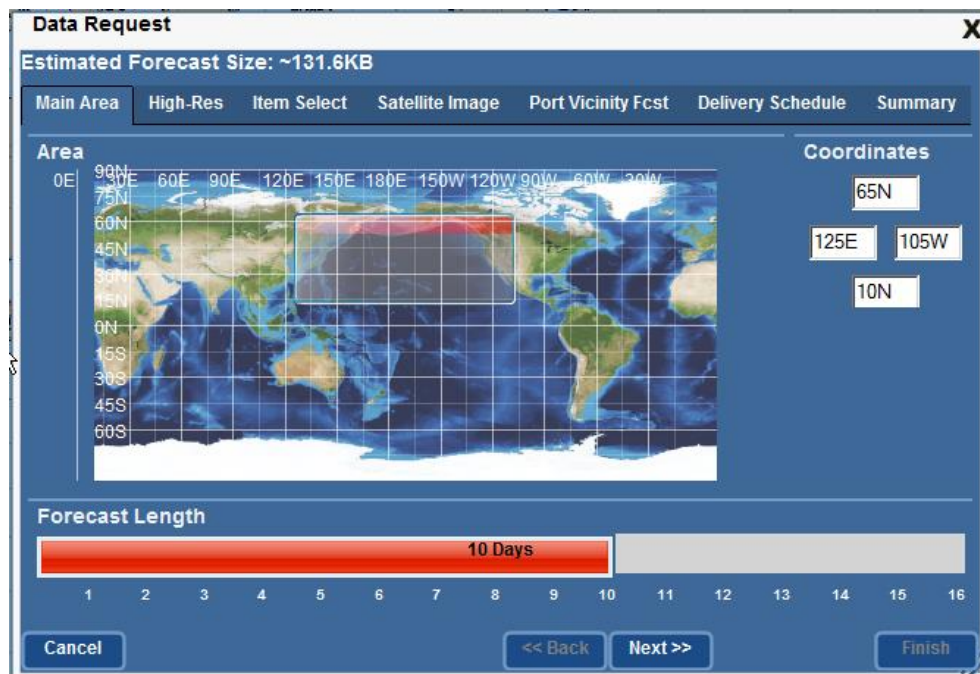 Data Request
X
Estimated Forecast Size: ~131.6KB
Main Area High-Res Item Select Satellite Image Port Vicinity Fcst Delivery Schedule Summary
Area
Coordinates
0E 30E 60E 90E 120E 150E 180E 150W 120W 90W 60W 30W
90N
75N
60N
45N
30N
15N
0N
15S
30S
45S
60S
65N
125E 105W
10N
Forecast Length
10 Days
1 2 3 4 5 6 7 8 9 10 11 12 13 14 15 16
Cancel << Back Next >> Finish